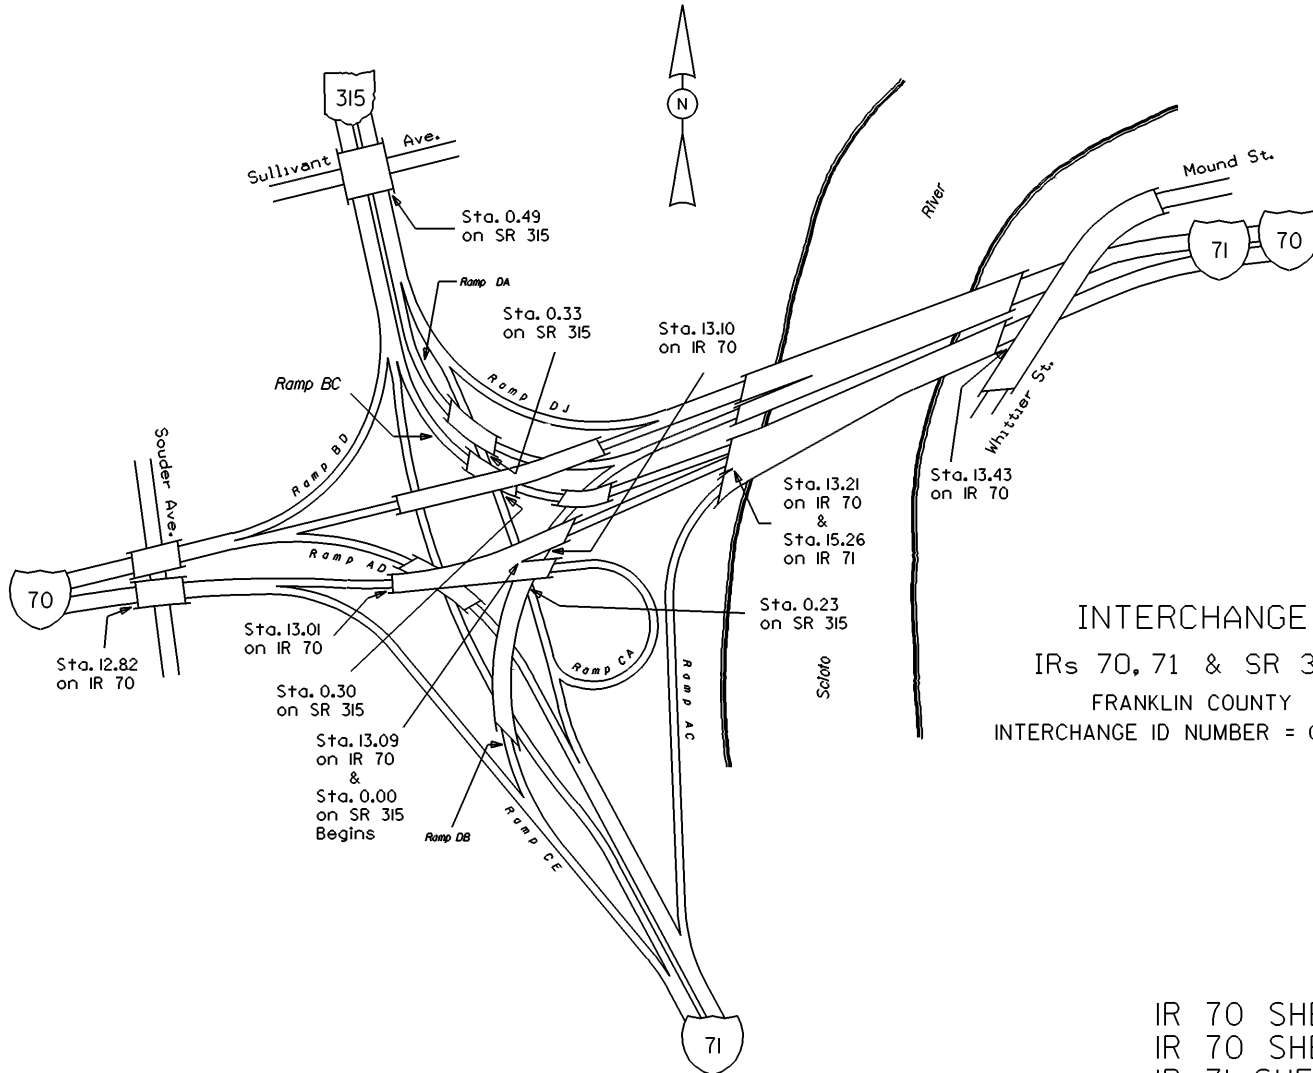 315
Sullivant Ave.
N
River
Mound St.
71
70
Sta. 0.49
on SR 315
Ramp DA
Sta. 0.33
on SR 315
Sta. 13.10
on IR 70
Ramp BC
Ramp DJ
Whittier St.
Souder Ave.
Ramp BD
Sta. 13.21
on IR 70
&
Sta. 15.26
on IR 71
Sta. 13.43
on IR 70
Ramp AD
70
Sta. 12.82
on IR 70
Sta. 13.01
on IR 70
Sta. 0.23
on SR 315
Ramp CA
Ramp AC
Scioto
Sta. 0.30
on SR 315
Sta. 13.09
on IR 70
&
Sta. 0.00
on SR 315
Begins
Ramp DB
Ramp CE
71
INTERCHANGE
IRs 70, 71 & SR 3
FRANKLIN COUNTY
INTERCHANGE ID NUMBER =
IR 70 SHE
IR 70 SHE
IR 71 SHE